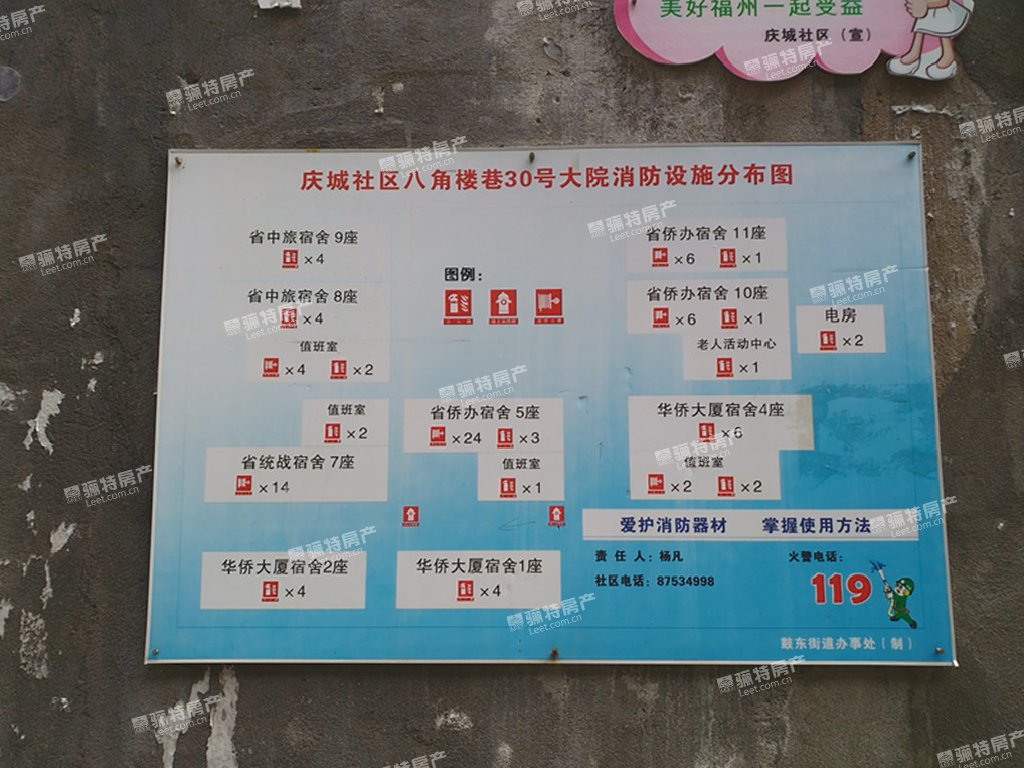 美好福州一起受益
庆城社区（宣）
庆城社区八角楼巷30号大院消防设施分布图
省中旅宿舍 9座
×4
省中旅宿舍 8座
×4
值班室
×4 ×2
图例：
省侨办宿舍 11座
×6 ×1
省侨办宿舍 10座
×6 ×1
老人活动中心
×1
电房
×2
值班室
×2
省统战宿舍 7座
×14
省侨办宿舍 5座
×24 ×3
值班室
×1
华侨大厦宿舍4座
×6
值班室
×2 ×2
华侨大厦宿舍2座
×4
华侨大厦宿舍1座
×4
爱护消防器材 掌握使用方法
责 任 人：杨凡
社区电话：87534998
火警电话：
119
鼓东街道办事处（制）
骊特房产
Leet.com.cn